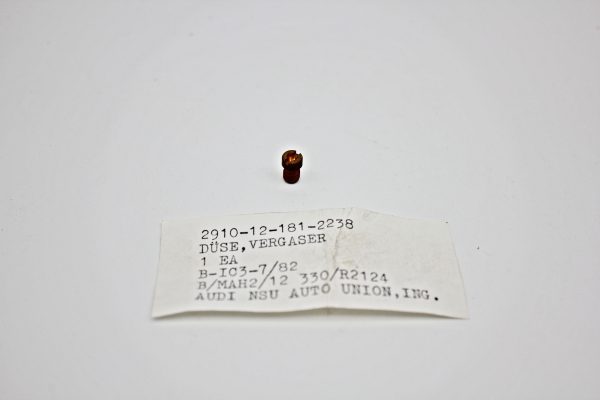 2910-12-181-2238
DÜSE,VERGASER
1 EA
B-IC3-7/82
B/MAH2/12 330/R2124
AUDI NSU AUTO UNION,ING.